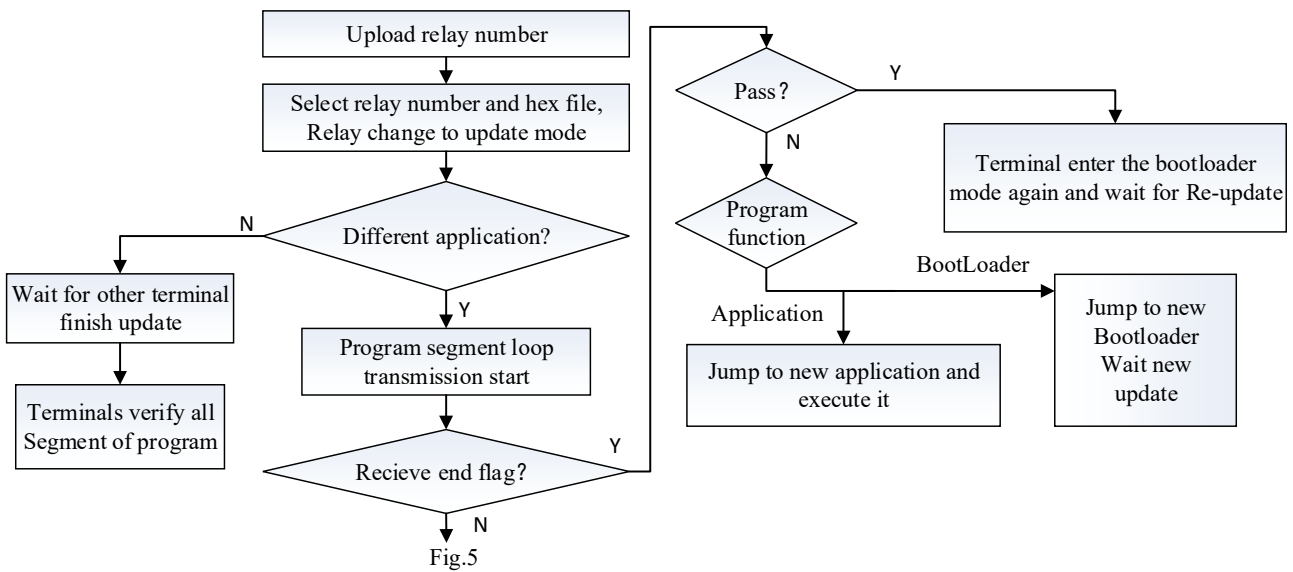 Upload relay number
Select relay number and hex file,
Relay change to update mode
Different application?
N
Wait for other terminal
finish update
Terminals verify all
Segment of program
Y
Program segment loop
transmission start
Recieve end flag?
Y
N
Fig.5
Pass?
Y
Terminal enter the bootloader
mode again and wait for Re-update
N
Program
function
BootLoader
Application
Jump to new application and
execute it
Jump to new
Bootloader
Wait new
update